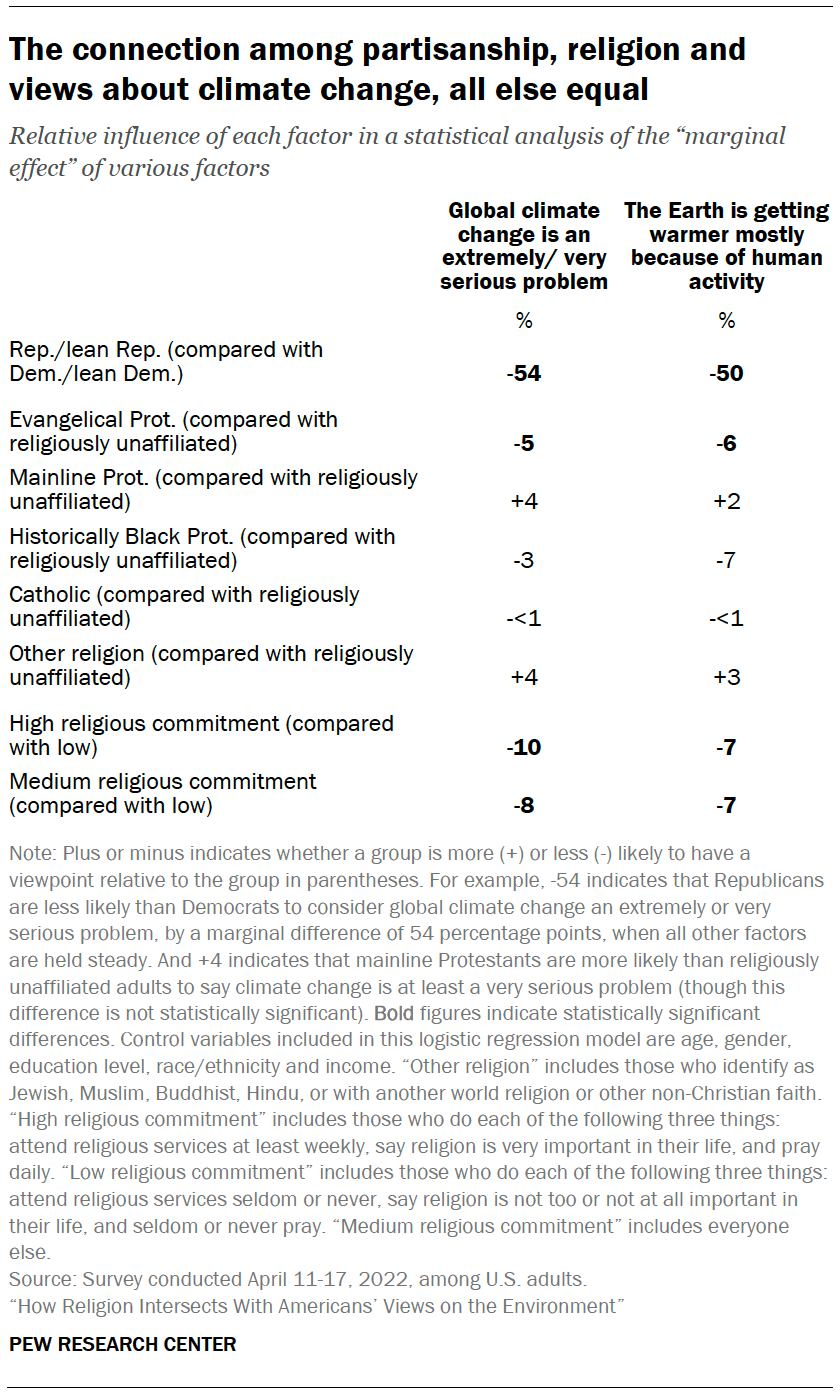 The connection among partisanship, religion and
views about climate change, all else equal
Relative influence of each factor in a statistical analysis of the “marginal
effect” of various factors
Global climate
change is an
extremely/ very
serious problem
The Earth is getting
warmer mostly
because of human
activity
% %
Rep./lean Rep. (compared with
Dem./lean Dem.) -54 -50
Evangelical Prot. (compared with
religiously unaffiliated) -5 -6
Mainline Prot. (compared with religiously
unaffiliated) +4 +2
Historically Black Prot. (compared with
religiously unaffiliated) -3 -7
Catholic (compared with religiously
unaffiliated) -<1 -<1
Other religion (compared with religiously
unaffiliated) +4 +3
High religious commitment (compared
with low) -10 -7
Medium religious commitment
(compared with low) -8 -7
Note: Plus or minus indicates whether a group is more (+) or less (-) likely to have a
viewpoint relative to the group in parentheses. For example, -54 indicates that Republicans
are less likely than Democrats to consider global climate change an extremely or very
serious problem, by a marginal difference of 54 percentage points, when all other factors
are held steady. And +4 indicates that mainline Protestants are more likely than religiously
unaffiliated adults to say climate change is at least a very serious problem (though this
difference is not statistically significant). Bold figures indicate statistically significant
differences. Control variables included in this logistic regression model are age, gender,
education level, race/ethnicity and income. “Other religion” includes those who identify as
Jewish, Muslim, Buddhist, Hindu, or with another world religion or other non-Christian faith.
“High religious commitment” includes those who do each of the following three things:
attend religious services at least weekly, say religion is very important in their life, and pray
daily. “Low religious commitment” includes those who do each of the following three things:
attend religious services seldom or never, say religion is not too or not at all important in
their life, and seldom or never pray. “Medium religious commitment” includes everyone
else.
Source: Survey conducted April 11-17, 2022, among U.S. adults.
“How Religion Intersects With Americans’ Views on the Environment”
PEW RESEARCH CENTER